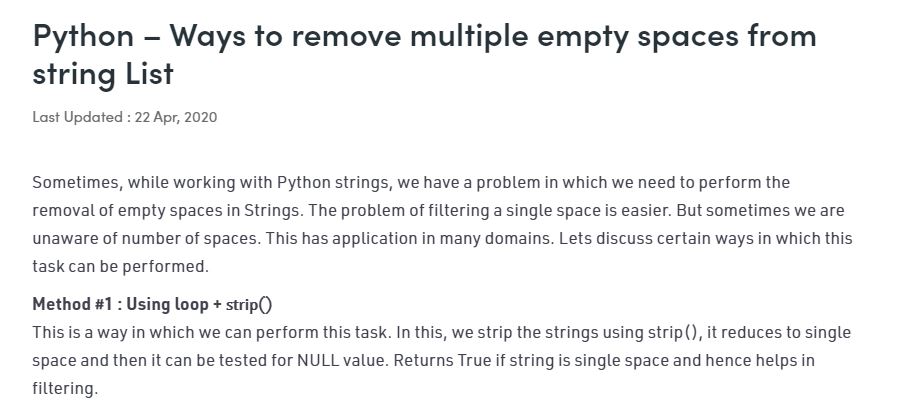 Python – Ways to remove multiple empty spaces from
string List
Last Updated : 22 Apr, 2020
Sometimes, while working with Python strings, we have a problem in which we need to perform the
removal of empty spaces in Strings. The problem of filtering a single space is easier. But sometimes we are
unaware of number of spaces. This has application in many domains. Lets discuss certain ways in which this
task can be performed.
Method #1 : Using loop + strip()
This is a way in which we can perform this task. In this, we strip the strings using strip(), it reduces to single
space and then it can be tested for NULL value. Returns True if string is single space and hence helps in
filtering.